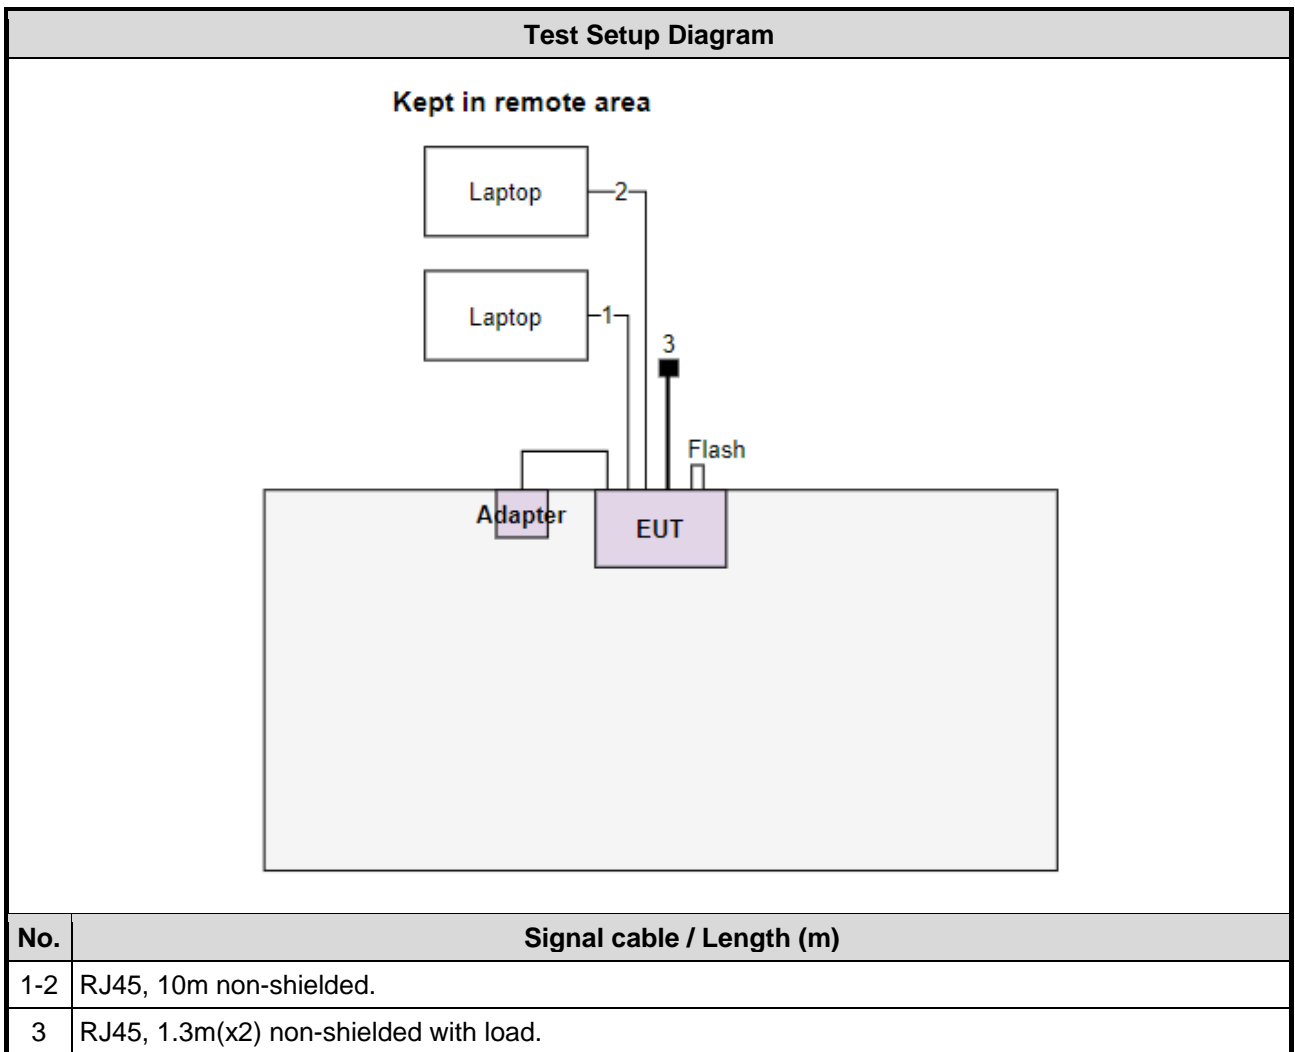 Test Setup Diagram
Kept in remote area
Laptop
2
Laptop
1
3
Flash
Adapter
EUT
No. Signal cable / Length (m)
1-2 RJ45, 10m non-shielded.
3 RJ45, 1.3m(x2) non-shielded with load.